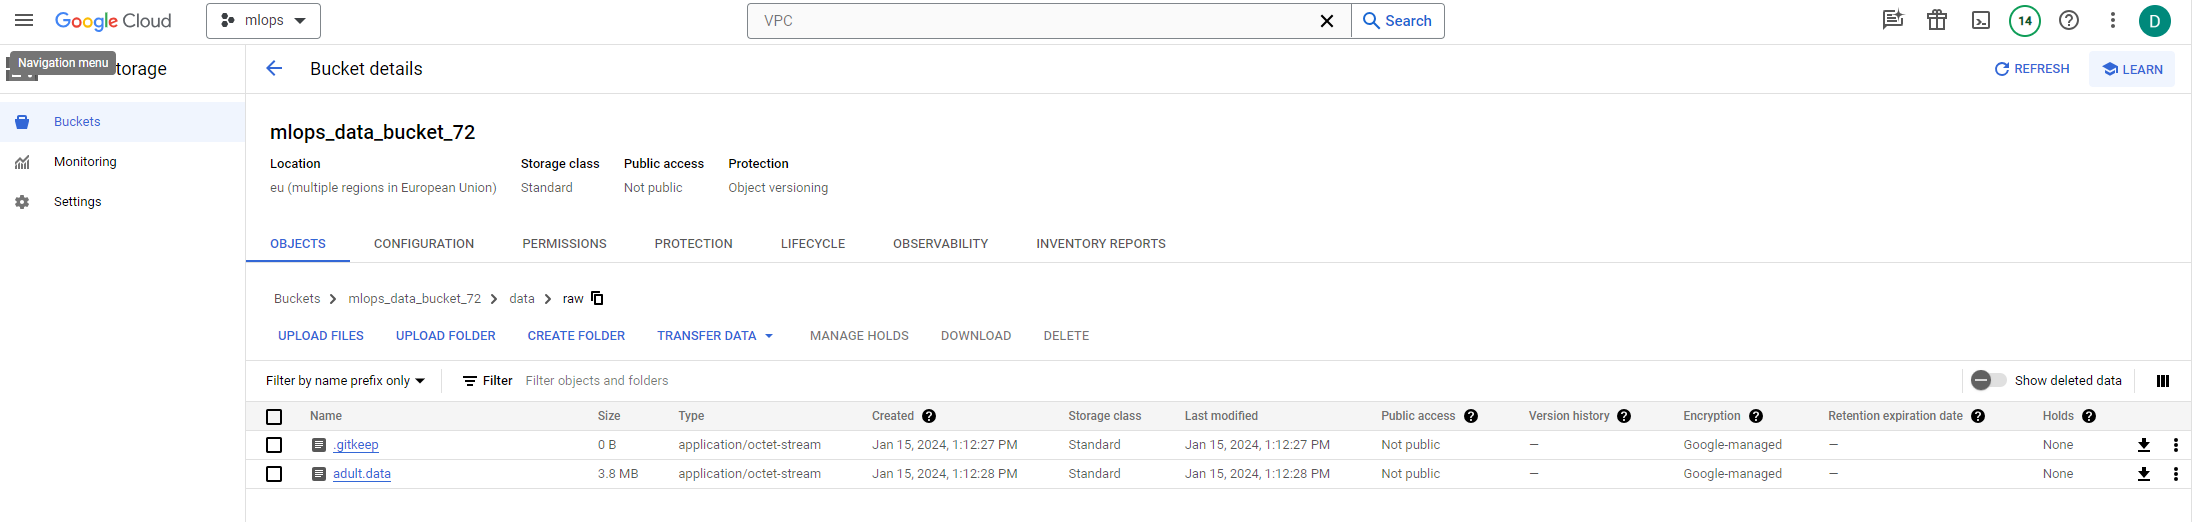 Google Cloud
mlops
VPC
Search
14
D
Navigation menu
torage
Bucket details
REFRESH
LEARN
Buckets
Monitoring
Settings
mlops_data_bucket_72
Location Storage class Public access Protection
eu (multiple regions in European Union) Standard Not public Object versioning
OBJECTS CONFIGURATION PERMISSIONS PROTECTION LIFECYCLE OBSERVABILITY INVENTORY REPORTS
Buckets > mlops_data_bucket_72 > data > raw
UPLOAD FILES UPLOAD FOLDER CREATE FOLDER TRANSFER DATA MANAGE HOLDS DOWNLOAD DELETE
Filter by name prefix only Filter Filter objects and folders Show deleted data
Name Size Type Created Storage class Last modified Public access Version history Encryption Retention expiration date Holds
.gitkeep 0 B application/octet-stream Jan 15, 2024, 1:12:27 PM Standard Jan 15, 2024, 1:12:27 PM Not public — Google-managed — None
adult.data 3.8 MB application/octet-stream Jan 15, 2024, 1:12:28 PM Standard Jan 15, 2024, 1:12:28 PM Not public — Google-managed — None